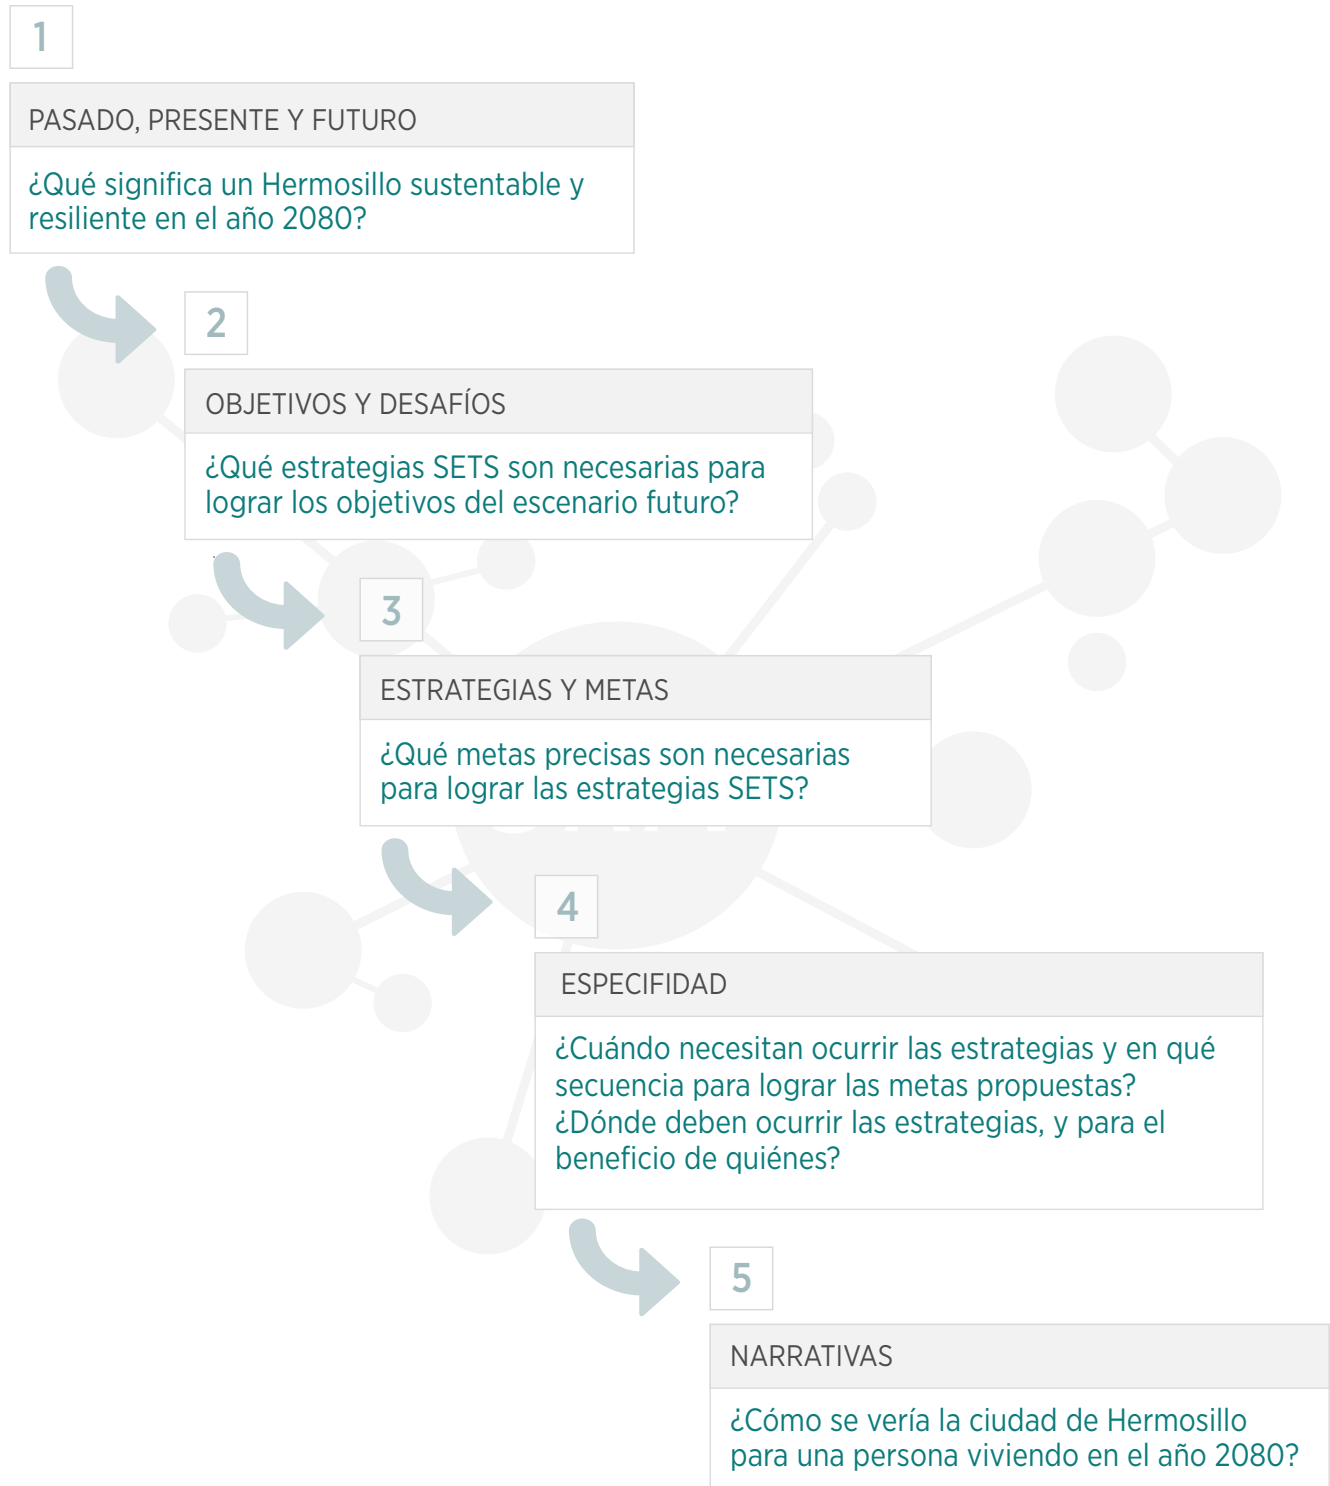 1
PASADO, PRESENTE Y FUTURO
¿Qué significa un Hermosillo sustentable y
resiliente en el año 2080?
2
OBJETIVOS Y DESAFÍOS
¿Qué estrategias SETS son necesarias para
lograr los objetivos del escenario futuro?
3
ESTRATEGIAS Y METAS
¿Qué metas precisas son necesarias
para lograr las estrategias SETS?
4
ESPECIFIDAD
¿Cuándo necesitan ocurrir las estrategias y en qué
secuencia para lograr las metas propuestas?
¿Dónde deben ocurrir las estrategias, y para el
beneficio de quiénes?
5
NARRATIVAS
¿Cómo se vería la ciudad de Hermosillo
para una persona viviendo en el año 2080?